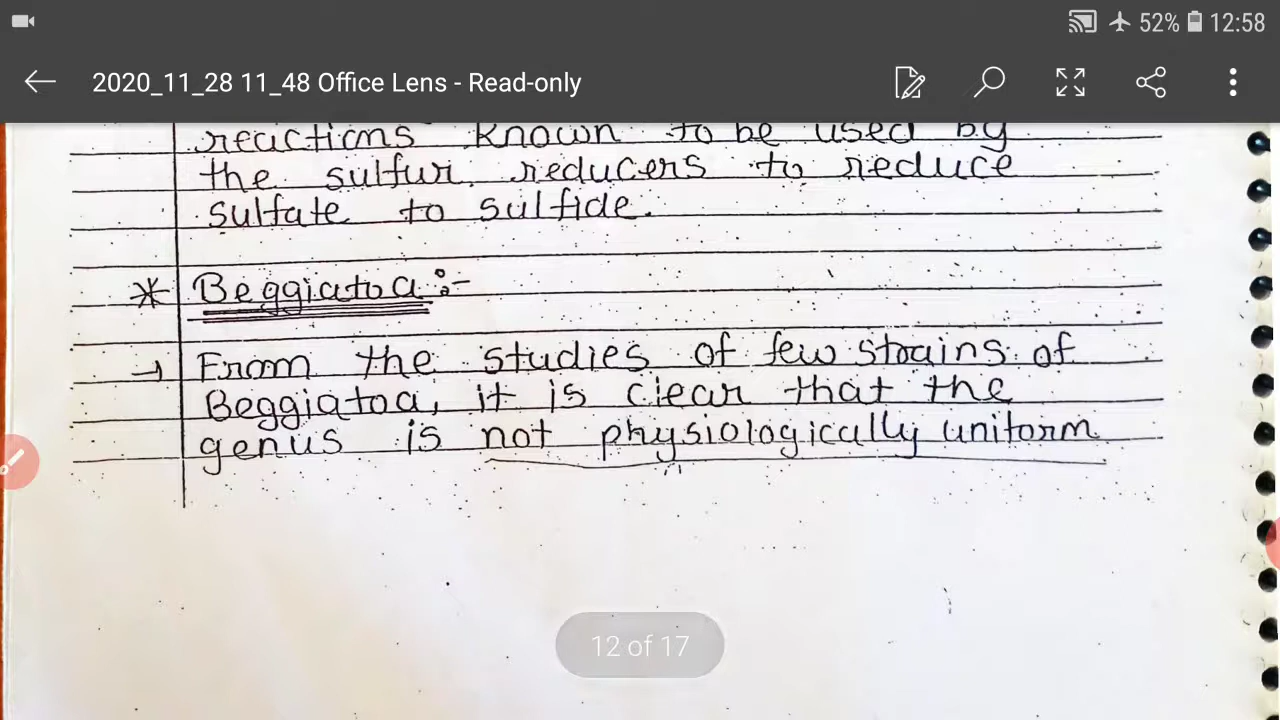 52% 12:58
2020_11_28 11_48 Office Lens - Read-only
reactions known to be used by
the sulfur reducers to reduce
sulfate to sulfide.
* Beggiatoa :-
→ From the studies of few strains of
Beggiatoa, it is clear that the
genus is not physiologically uniform
12 of 17